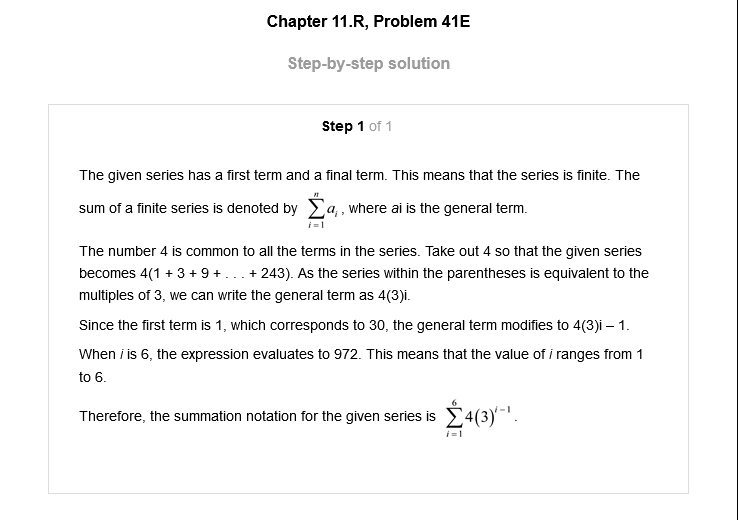 Chapter 11.R, Problem 41E
Step-by-step solution
Step 1 of 1
The given series has a first term and a final term. This means that the series is finite. The
sum of a finite series is denoted by $\sum_{i=1}^{n} a_i$, where ai is the general term.
The number 4 is common to all the terms in the series. Take out 4 so that the given series
becomes 4(1 + 3 + 9 + . . . + 243). As the series within the parentheses is equivalent to the
multiples of 3, we can write the general term as 4(3)i.
Since the first term is 1, which corresponds to 30, the general term modifies to 4(3)i – 1.
When i is 6, the expression evaluates to 972. This means that the value of i ranges from 1
to 6.
Therefore, the summation notation for the given series is $\sum_{i=1}^{6} 4(3)^{i-1}$.